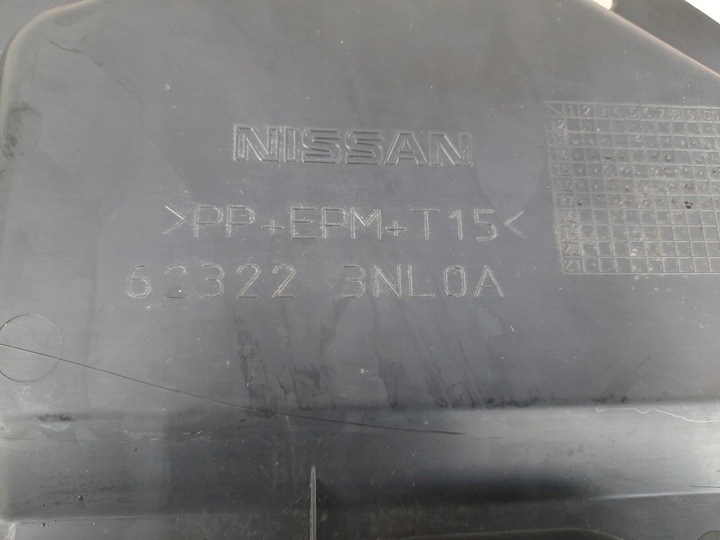 NISSAN
>PP+EPM+T15<
62322 3NL0A